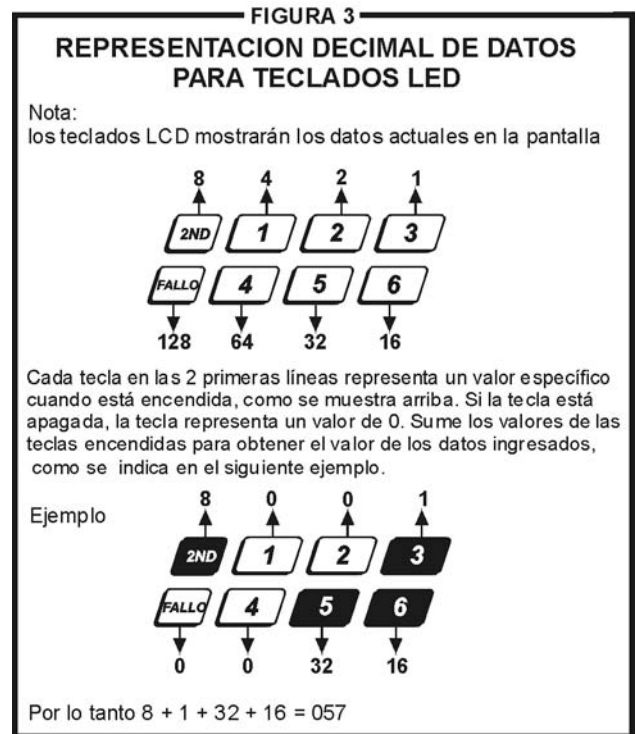 FIGURA 3
REPRESENTACION DECIMAL DE DATOS
PARA TECLADOS LED
Nota:
los teclados LCD mostrarán los datos actuales en la pantalla
8 4 2 1
2ND 1 2 3
FALLO 4 5 6
128 64 32 16
Cada tecla en las 2 primeras líneas representa un valor específico
cuando está encendida, como se muestra arriba. Si la tecla está
apagada, la tecla representa un valor de 0. Sume los valores de las
teclas encendidas para obtener el valor de los datos ingresados,
como se indica en el siguiente ejemplo.
Ejemplo
8 0 0 1
2ND 1 2 3
FALLO 4 5 6
0 0 32 16
Por lo tanto 8 + 1 + 32 + 16 = 057